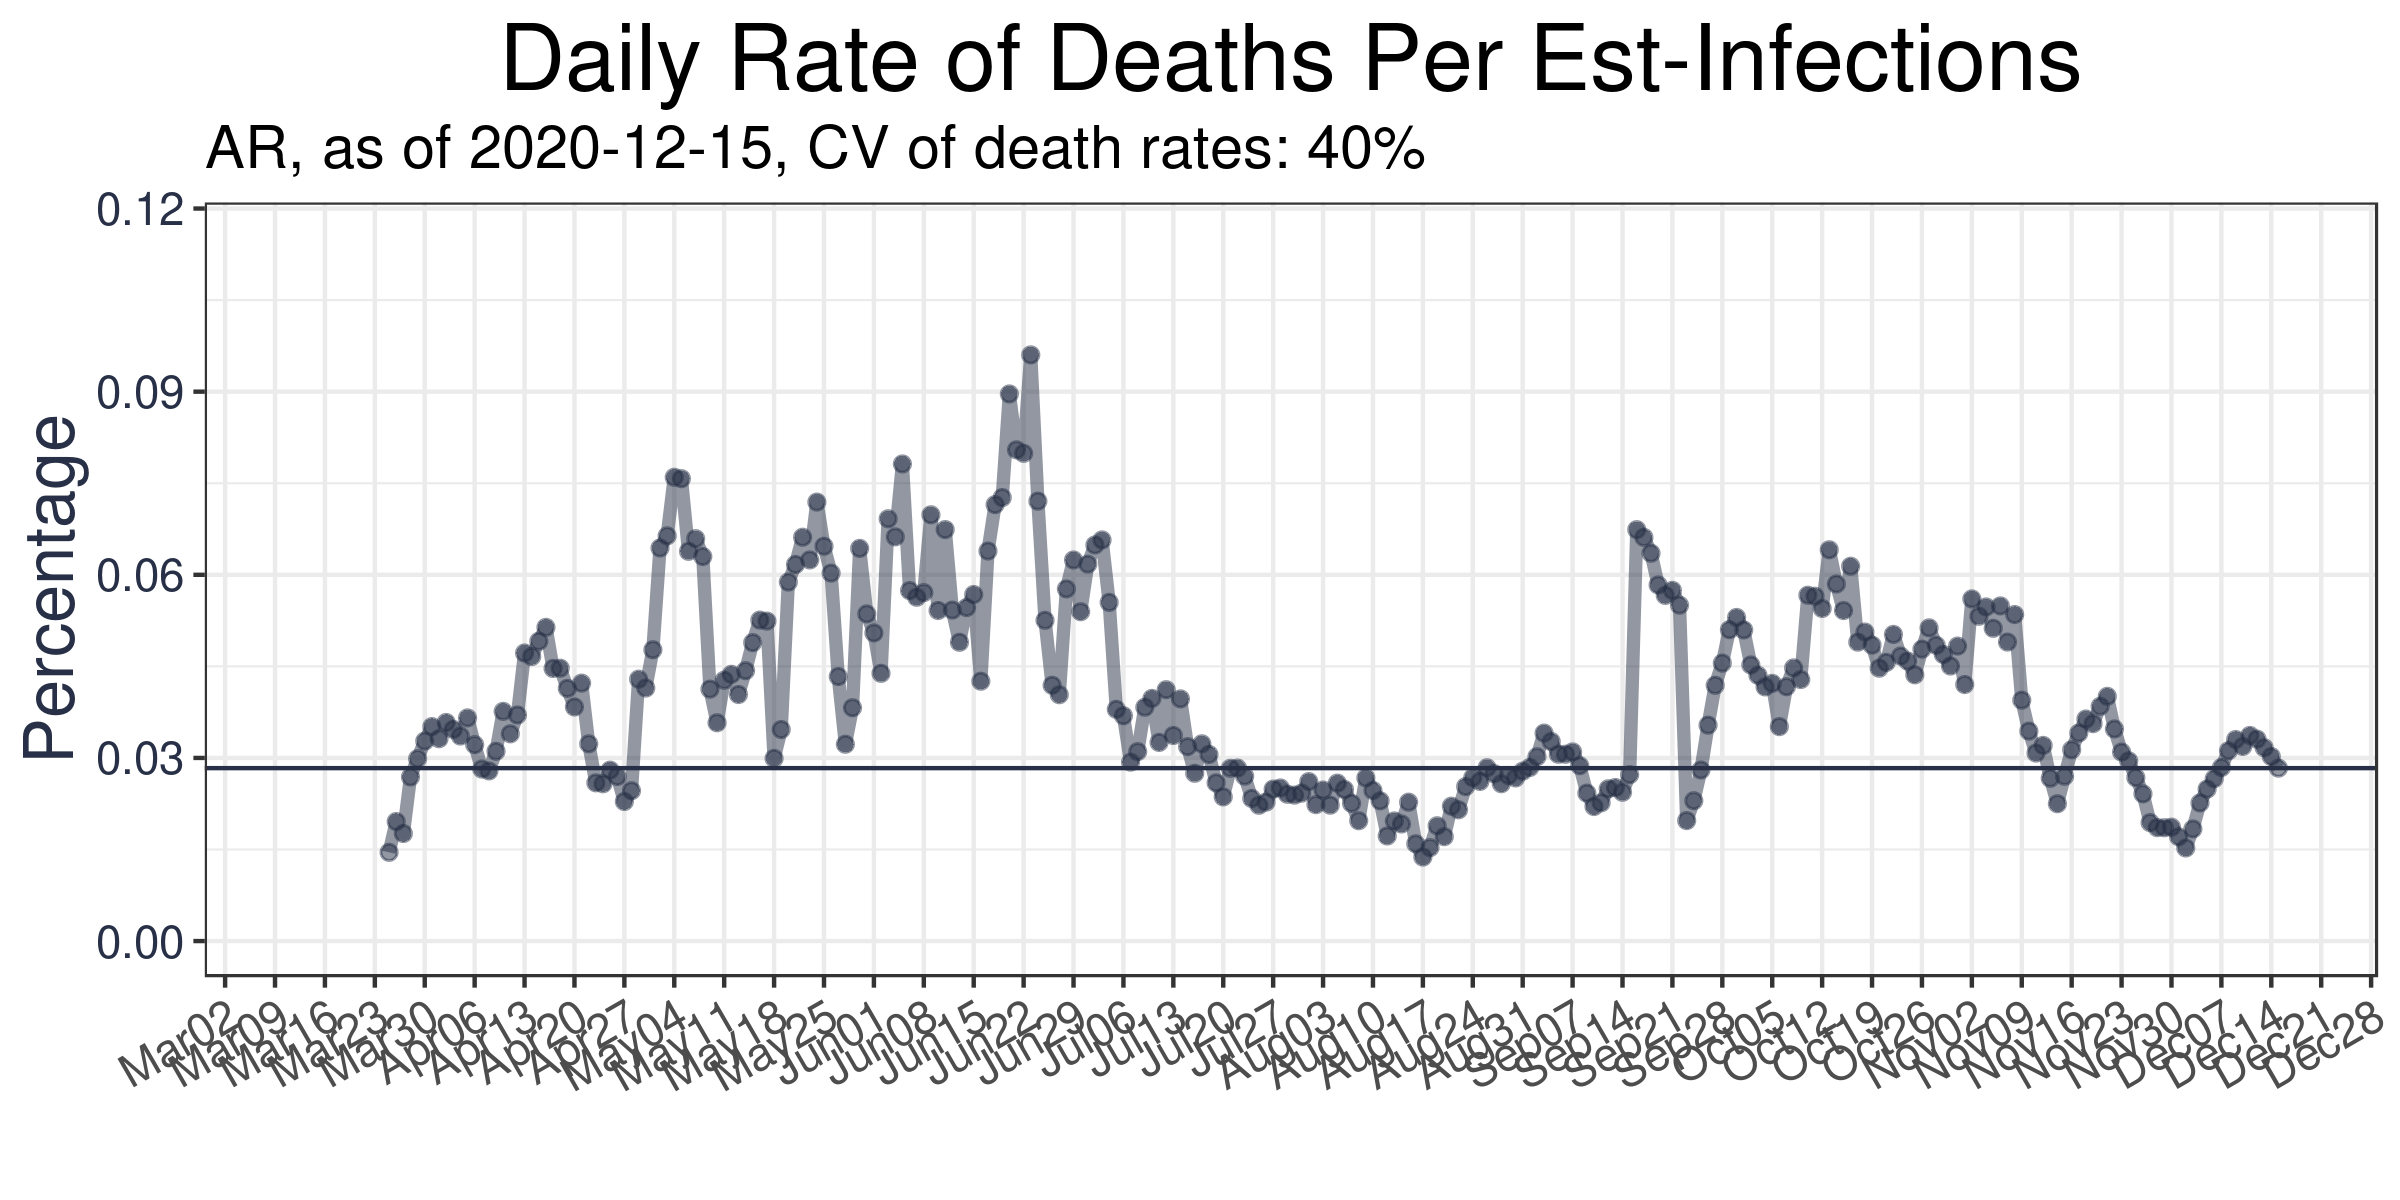 Daily Rate of Deaths Per Est-Infections
AR, as of 2020-12-15, CV of death rates: 40%
Percentage
0.12
0.09
0.06
0.03
0.00
Mar02
Mar09
Mar16
Mar23
Mar30
Apr06
Apr13
Apr20
Apr27
May04
May11
May18
May25
Jun01
Jun08
Jun15
Jun22
Jun29
Jul06
Jul13
Jul20
Jul27
Aug03
Aug10
Aug17
Aug24
Aug31
Sep07
Sep14
Sep21
Sep28
Oct05
Oct12
Oct19
Oct26
Nov02
Nov09
Nov16
Nov23
Nov30
Dec07
Dec14
Dec21
Dec28